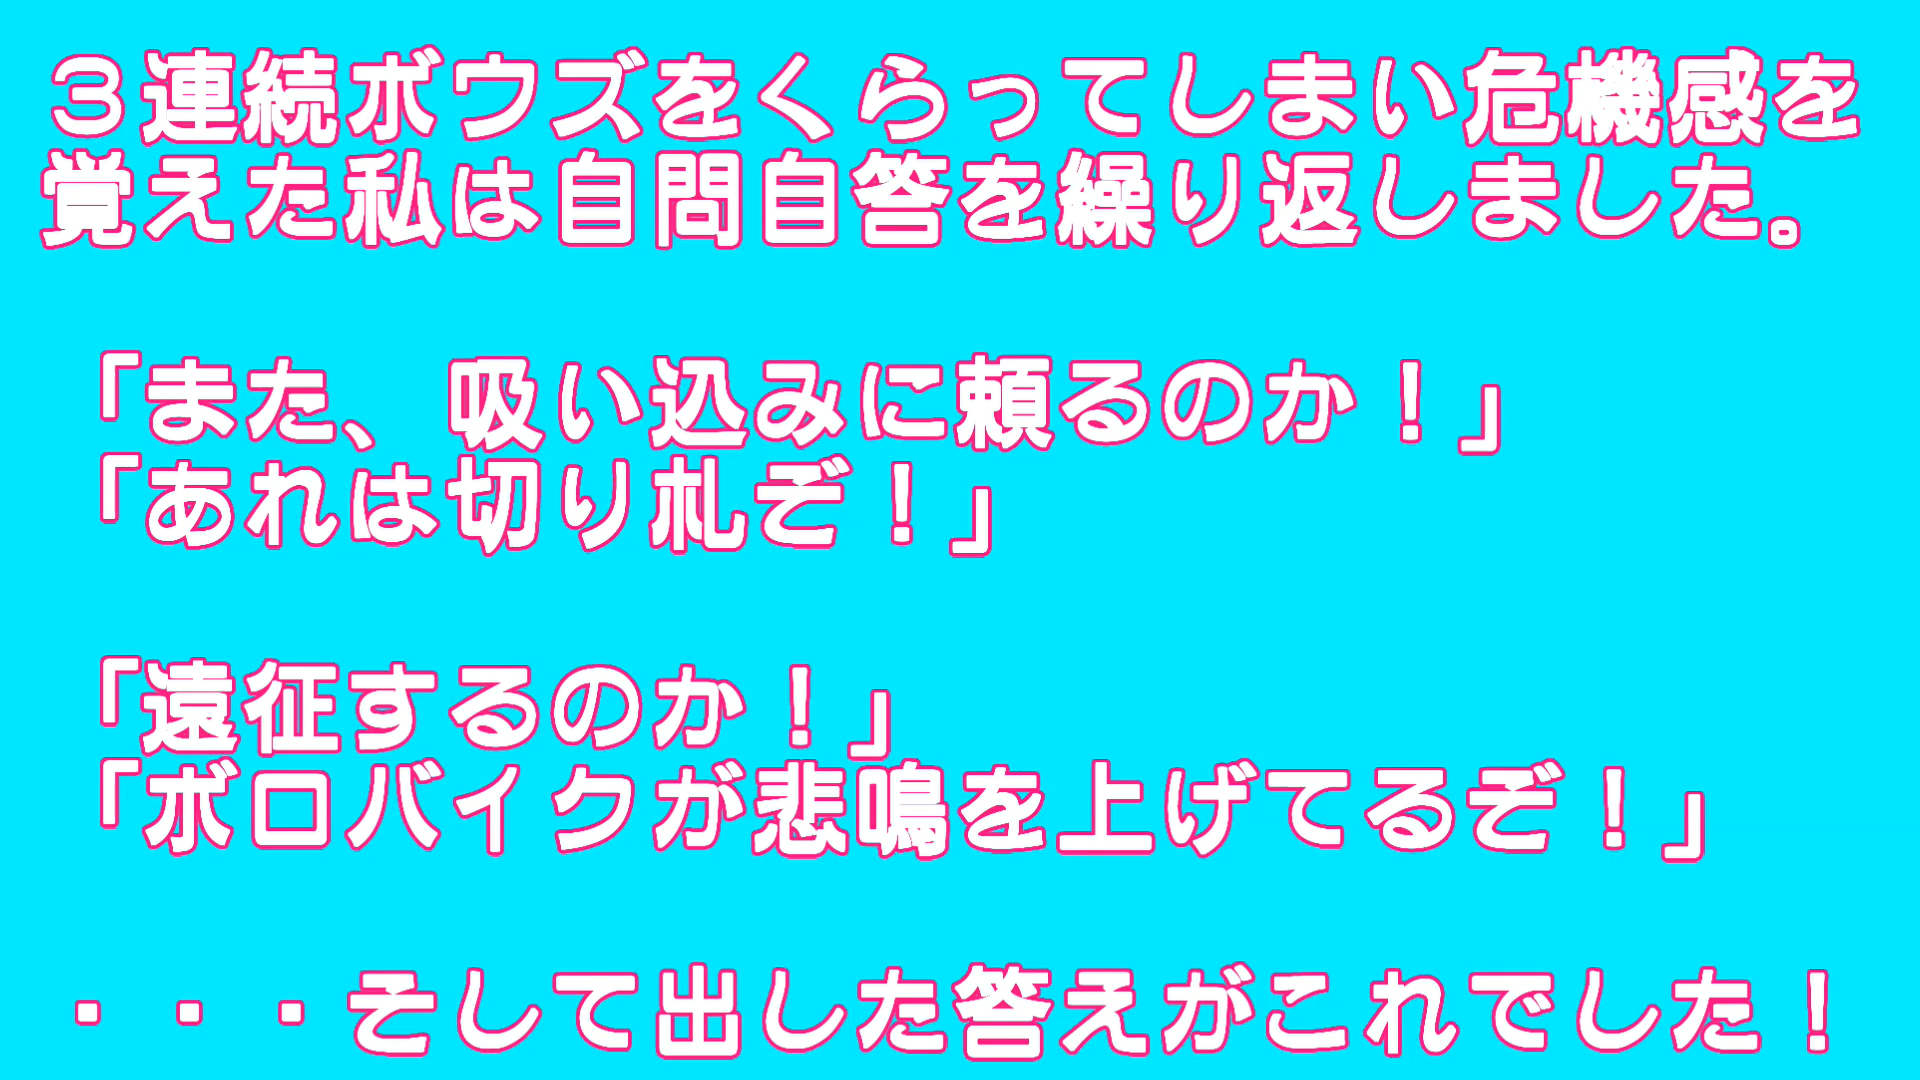 ３連続ボウズをくらってしまい危機感を
覚えた私は自問自答を繰り返しました。
「また、吸い込みに頼るのか！」
「あれは切り札ぞ！」
「遠征するのか！」
「ボロバイクが悲鳴を上げてるぞ！」
・・・そして出した答えがこれでした！